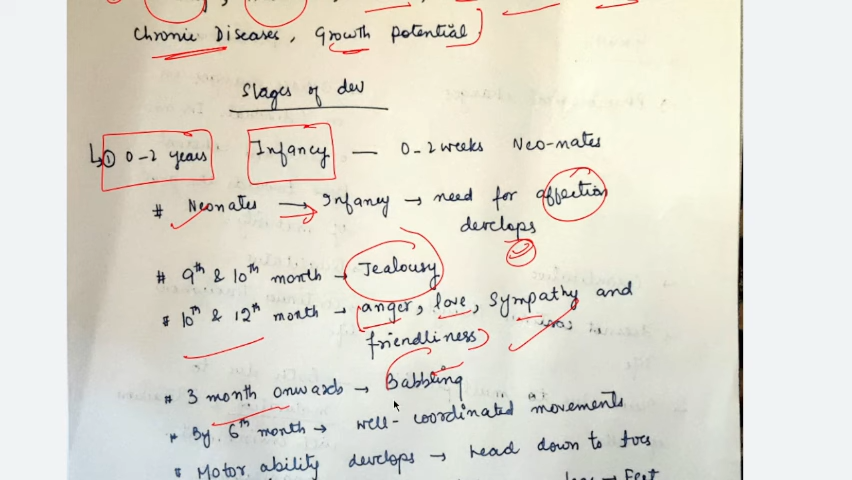 Chronic Diseases, Growth Potential
Stages of dev
↳① 0-2 years Infancy — 0-2 weeks Neo-nates
# Neonates → Infancy → need for affection
develops
# 9th & 10th month → Jealousy
# 10th & 12th month → anger, love, sympathy and
friendliness
# 3 month onwards → Babbling
* By 6th month → well-coordinated movements
Motor ability develops → head down to toes
→ Feet